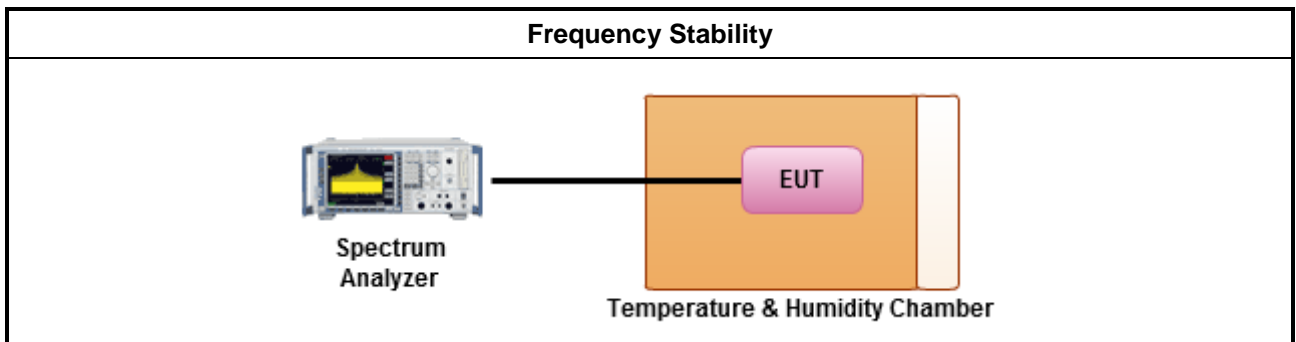 Frequency Stability
EUT
Spectrum
Analyzer
Temperature & Humidity Chamber